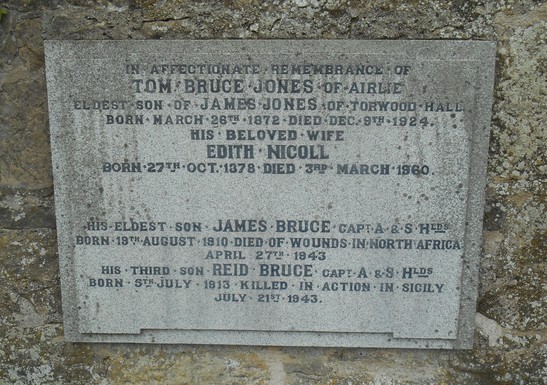 IN · AFFECTIONATE · REMEMBRANCE · OF
TOM · BRUCE · JONES · OF · AIRLIE
ELDEST · SON · OF · JAMES · JONES · OF · TORWOOD · HALL
BORN · MARCH · 26TH · 1872 · DIED · DEC. 9TH · 1924.
HIS · BELOVED · WIFE
EDITH · NICOLL
BORN · 27TH · OCT. 1878 · DIED · 3RD · MARCH · 1960.
HIS · ELDEST · SON · JAMES · BRUCE · CAPT. A · & · S · HLDS
BORN · 19TH · AUGUST · 1910 · DIED · OF · WOUNDS · IN · NORTH · AFRICA
APRIL · 27TH · 1943
HIS · THIRD · SON · REID · BRUCE · CAPT · A · & · S · HLDS
BORN · 5TH · JULY · 1913 · KILLED · IN · ACTION · IN · SICILY
JULY · 21ST · 1943.